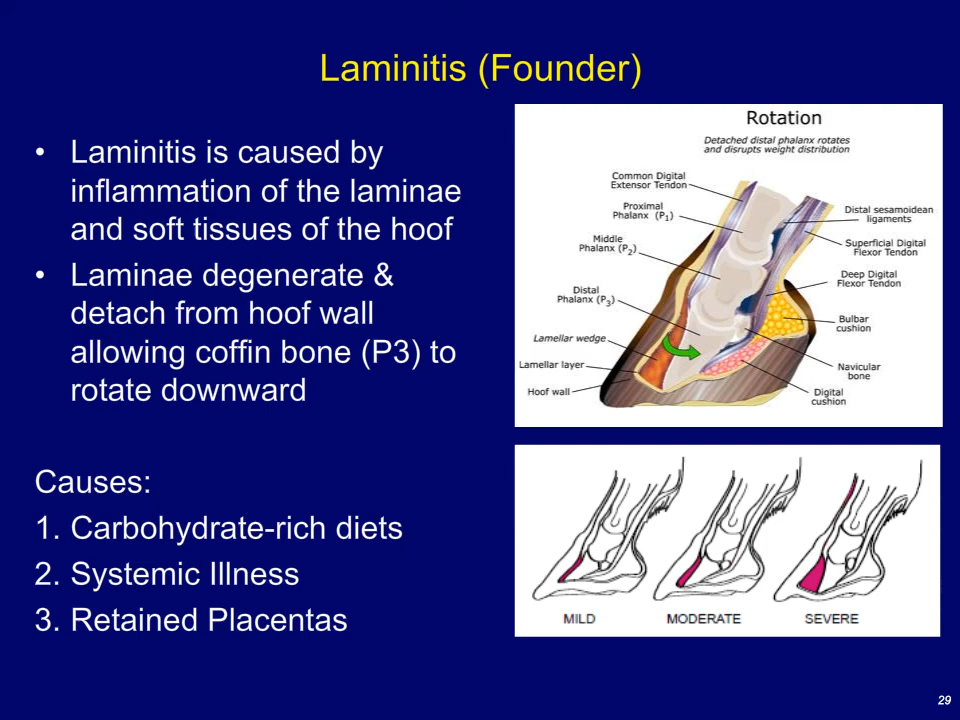 Laminitis (Founder)
• Laminitis is caused by
inflammation of the laminae
and soft tissues of the hoof
• Laminae degenerate &
detach from hoof wall
allowing coffin bone (P3) to
rotate downward
Causes:
1. Carbohydrate-rich diets
2. Systemic Illness
3. Retained Placentas
Rotation
Detached distal phalanx rotates
and disrupts weight distribution
Common Digital
Extensor Tendon
Proximal
Phalanx (P1)
Middle
Phalanx (P2)
Distal
Phalanx (P3)
Lamellar wedge
Lamellar layer
Hoof wall
Distal sesamoidean
ligaments
Superficial Digital
Flexor Tendon
Deep Digital
Flexor Tendon
Bulbar
cushion
Navicular
bone
Digital
cushion
MILD
MODERATE
SEVERE
29